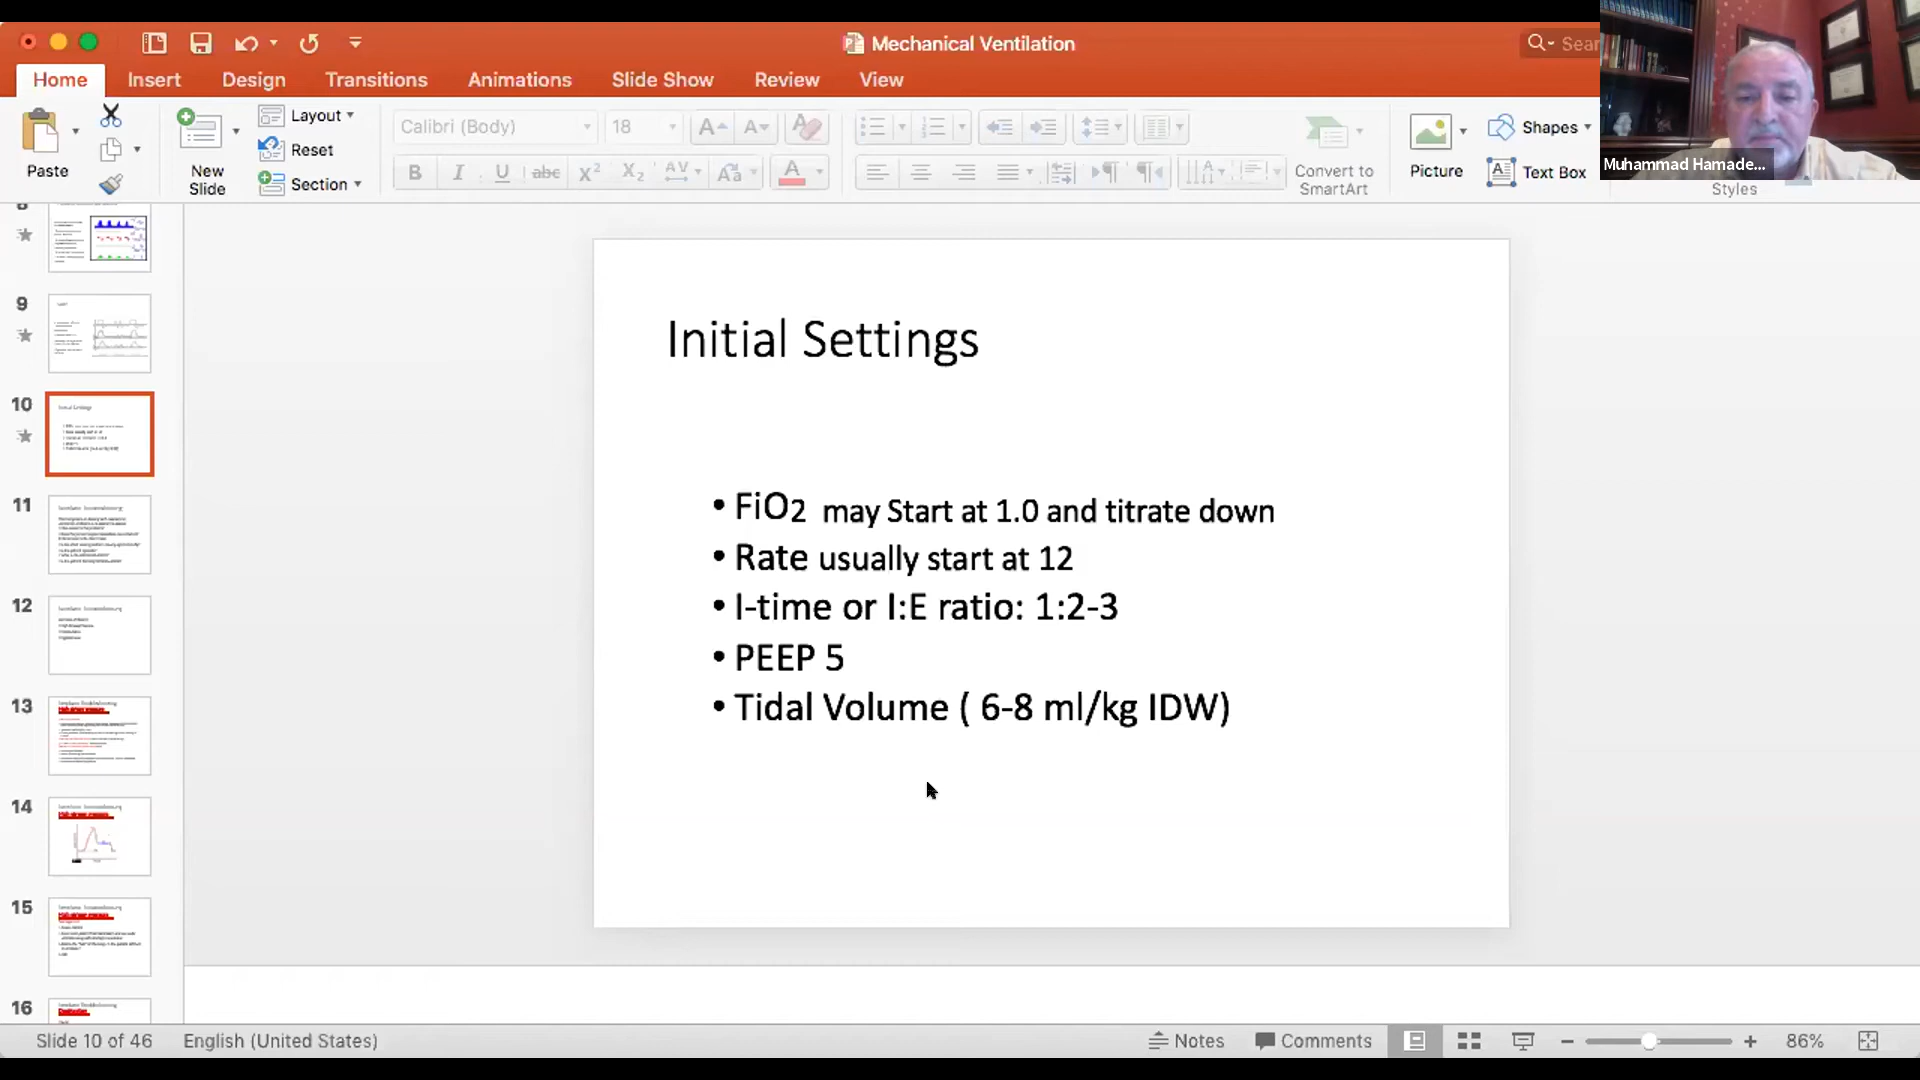 Mechanical Ventilation
Sear
Home Insert Design Transitions Animations Slide Show Review View
Paste
New Slide
Layout
Reset
Section
Calibri (Body) 18
Convert to SmartArt
Picture
Shapes
Text Box
Styles
Muhammad Hamade...
9
10
11
12
13
14
15
16
Initial Settings
• FiO2 may Start at 1.0 and titrate down
• Rate usually start at 12
• I-time or I:E ratio: 1:2-3
• PEEP 5
• Tidal Volume ( 6-8 ml/kg IDW)
Slide 10 of 46 English (United States) Notes Comments 86%